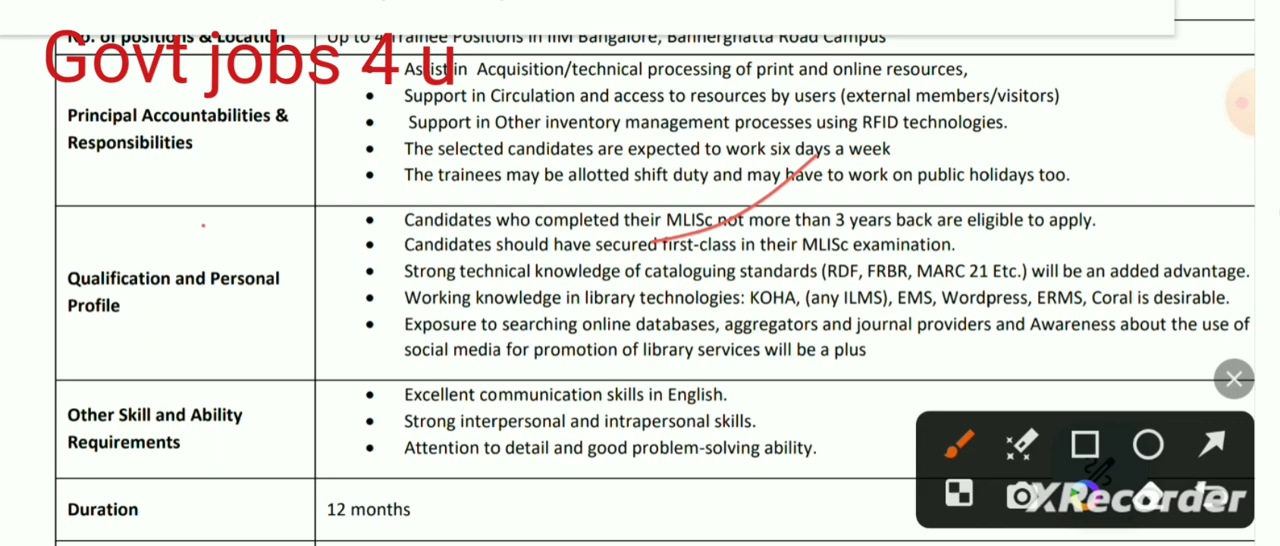 No. of positions & Location
Up to 4 Trainee Positions in IIM Bangalore, Bannerghatta Road Campus
Govt jobs 4 u
Principal Accountabilities &
Responsibilities
• Assist in Acquisition/technical processing of print and online resources,
• Support in Circulation and access to resources by users (external members/visitors)
• Support in Other inventory management processes using RFID technologies.
• The selected candidates are expected to work six days a week
• The trainees may be allotted shift duty and may have to work on public holidays too.
Qualification and Personal
Profile
• Candidates who completed their MLISc not more than 3 years back are eligible to apply.
• Candidates should have secured first-class in their MLISc examination.
• Strong technical knowledge of cataloguing standards (RDF, FRBR, MARC 21 Etc.) will be an added advantage.
• Working knowledge in library technologies: KOHA, (any ILMS), EMS, Wordpress, ERMS, Coral is desirable.
• Exposure to searching online databases, aggregators and journal providers and Awareness about the use of
social media for promotion of library services will be a plus
Other Skill and Ability
Requirements
• Excellent communication skills in English.
• Strong interpersonal and intrapersonal skills.
• Attention to detail and good problem-solving ability.
Duration
12 months
XRecorder